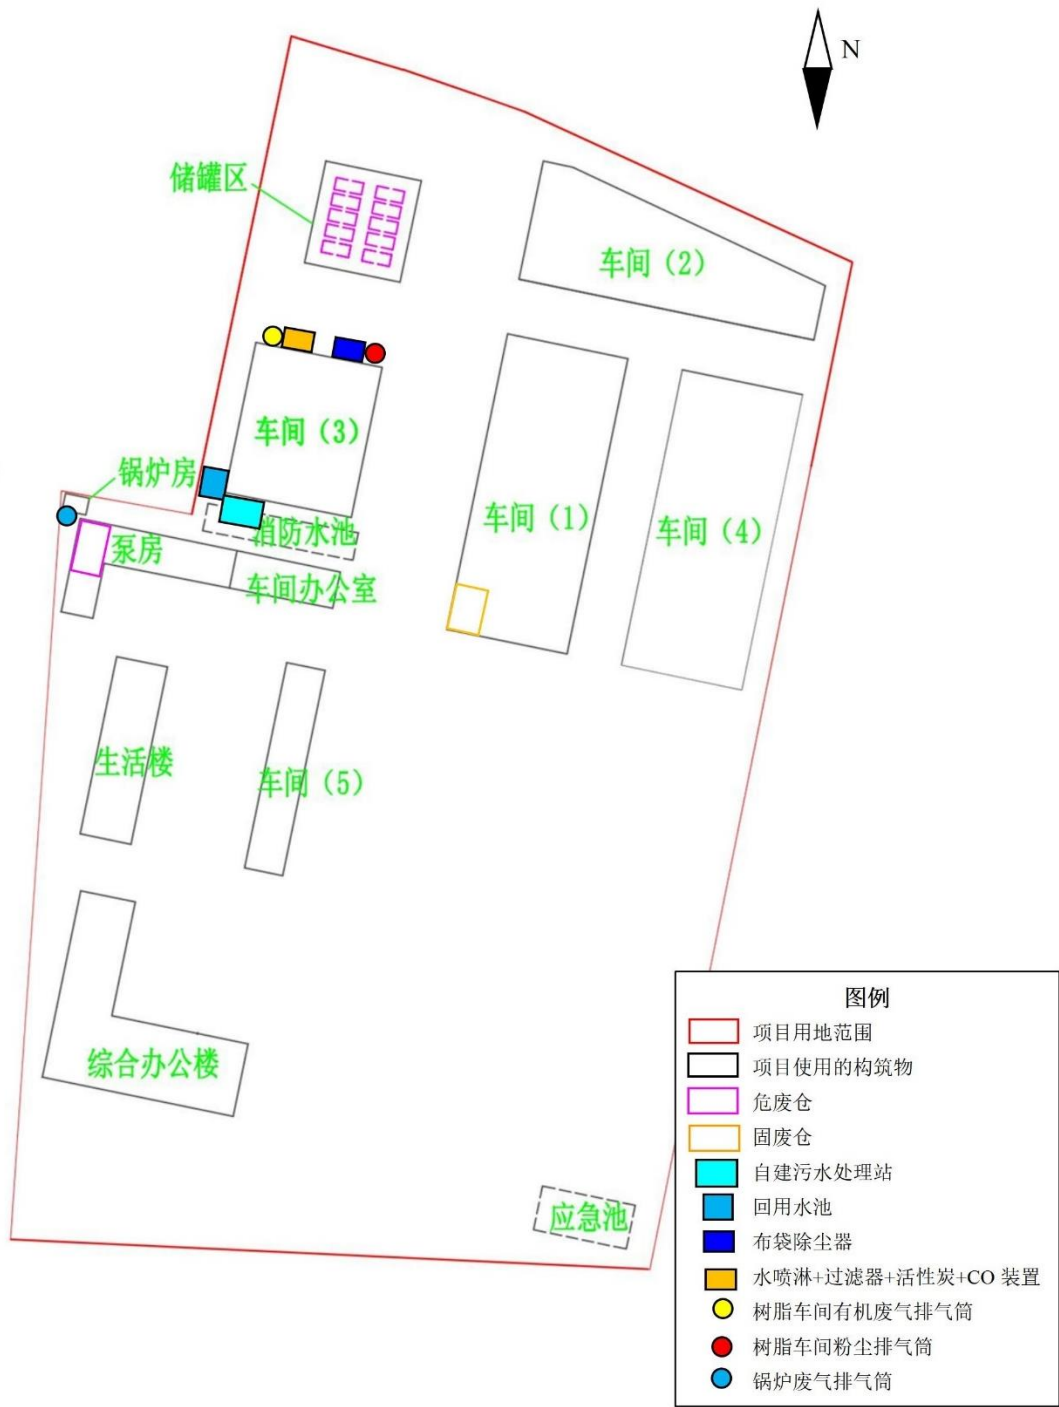 N
储罐区
车间（2）
车间（3）
锅炉房
车间（1）
车间（4）
消防水池
泵房
车间办公室
生活楼
车间（5）
综合办公楼
应急池
图例
项目用地范围
项目使用的构筑物
危废仓
固废仓
自建污水处理站
回用水池
布袋除尘器
水喷淋+过滤器+活性炭+CO 装置
树脂车间有机废气排气筒
树脂车间粉尘排气筒
锅炉废气排气筒